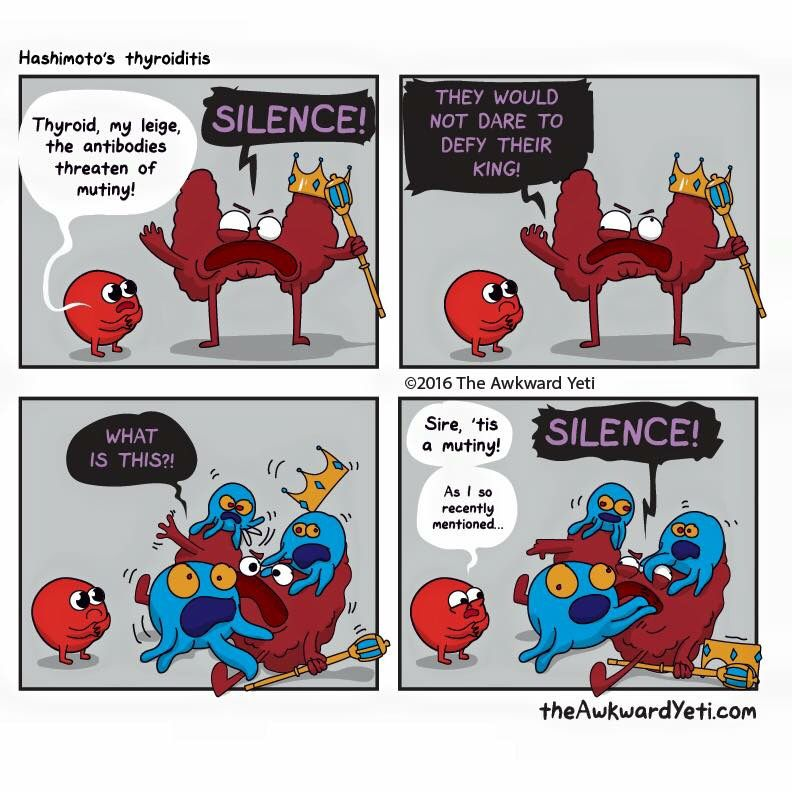 Hashimoto's thyroiditis
Thyroid, my leige,
the antibodies
threaten of
mutiny!
SILENCE!
THEY WOULD
NOT DARE TO
DEFY THEIR
KING!
©2016 The Awkward Yeti
WHAT
IS THIS?!
Sire, 'tis
a mutiny!
As I so
recently
mentioned...
SILENCE!
theAwkwardYeti.com